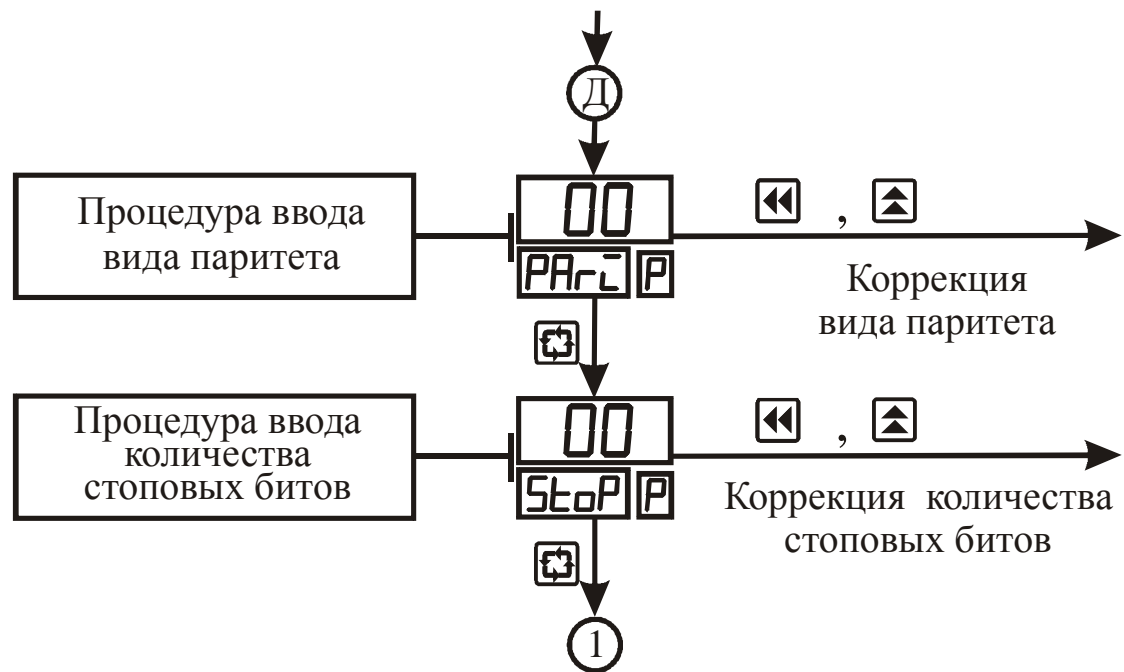 Д
Процедура ввода
вида паритета
00
PAri P
,
Коррекция
вида паритета
Процедура ввода
количества
стоповых битов
00
StoP P
,
Коррекция количества
стоповых битов
1